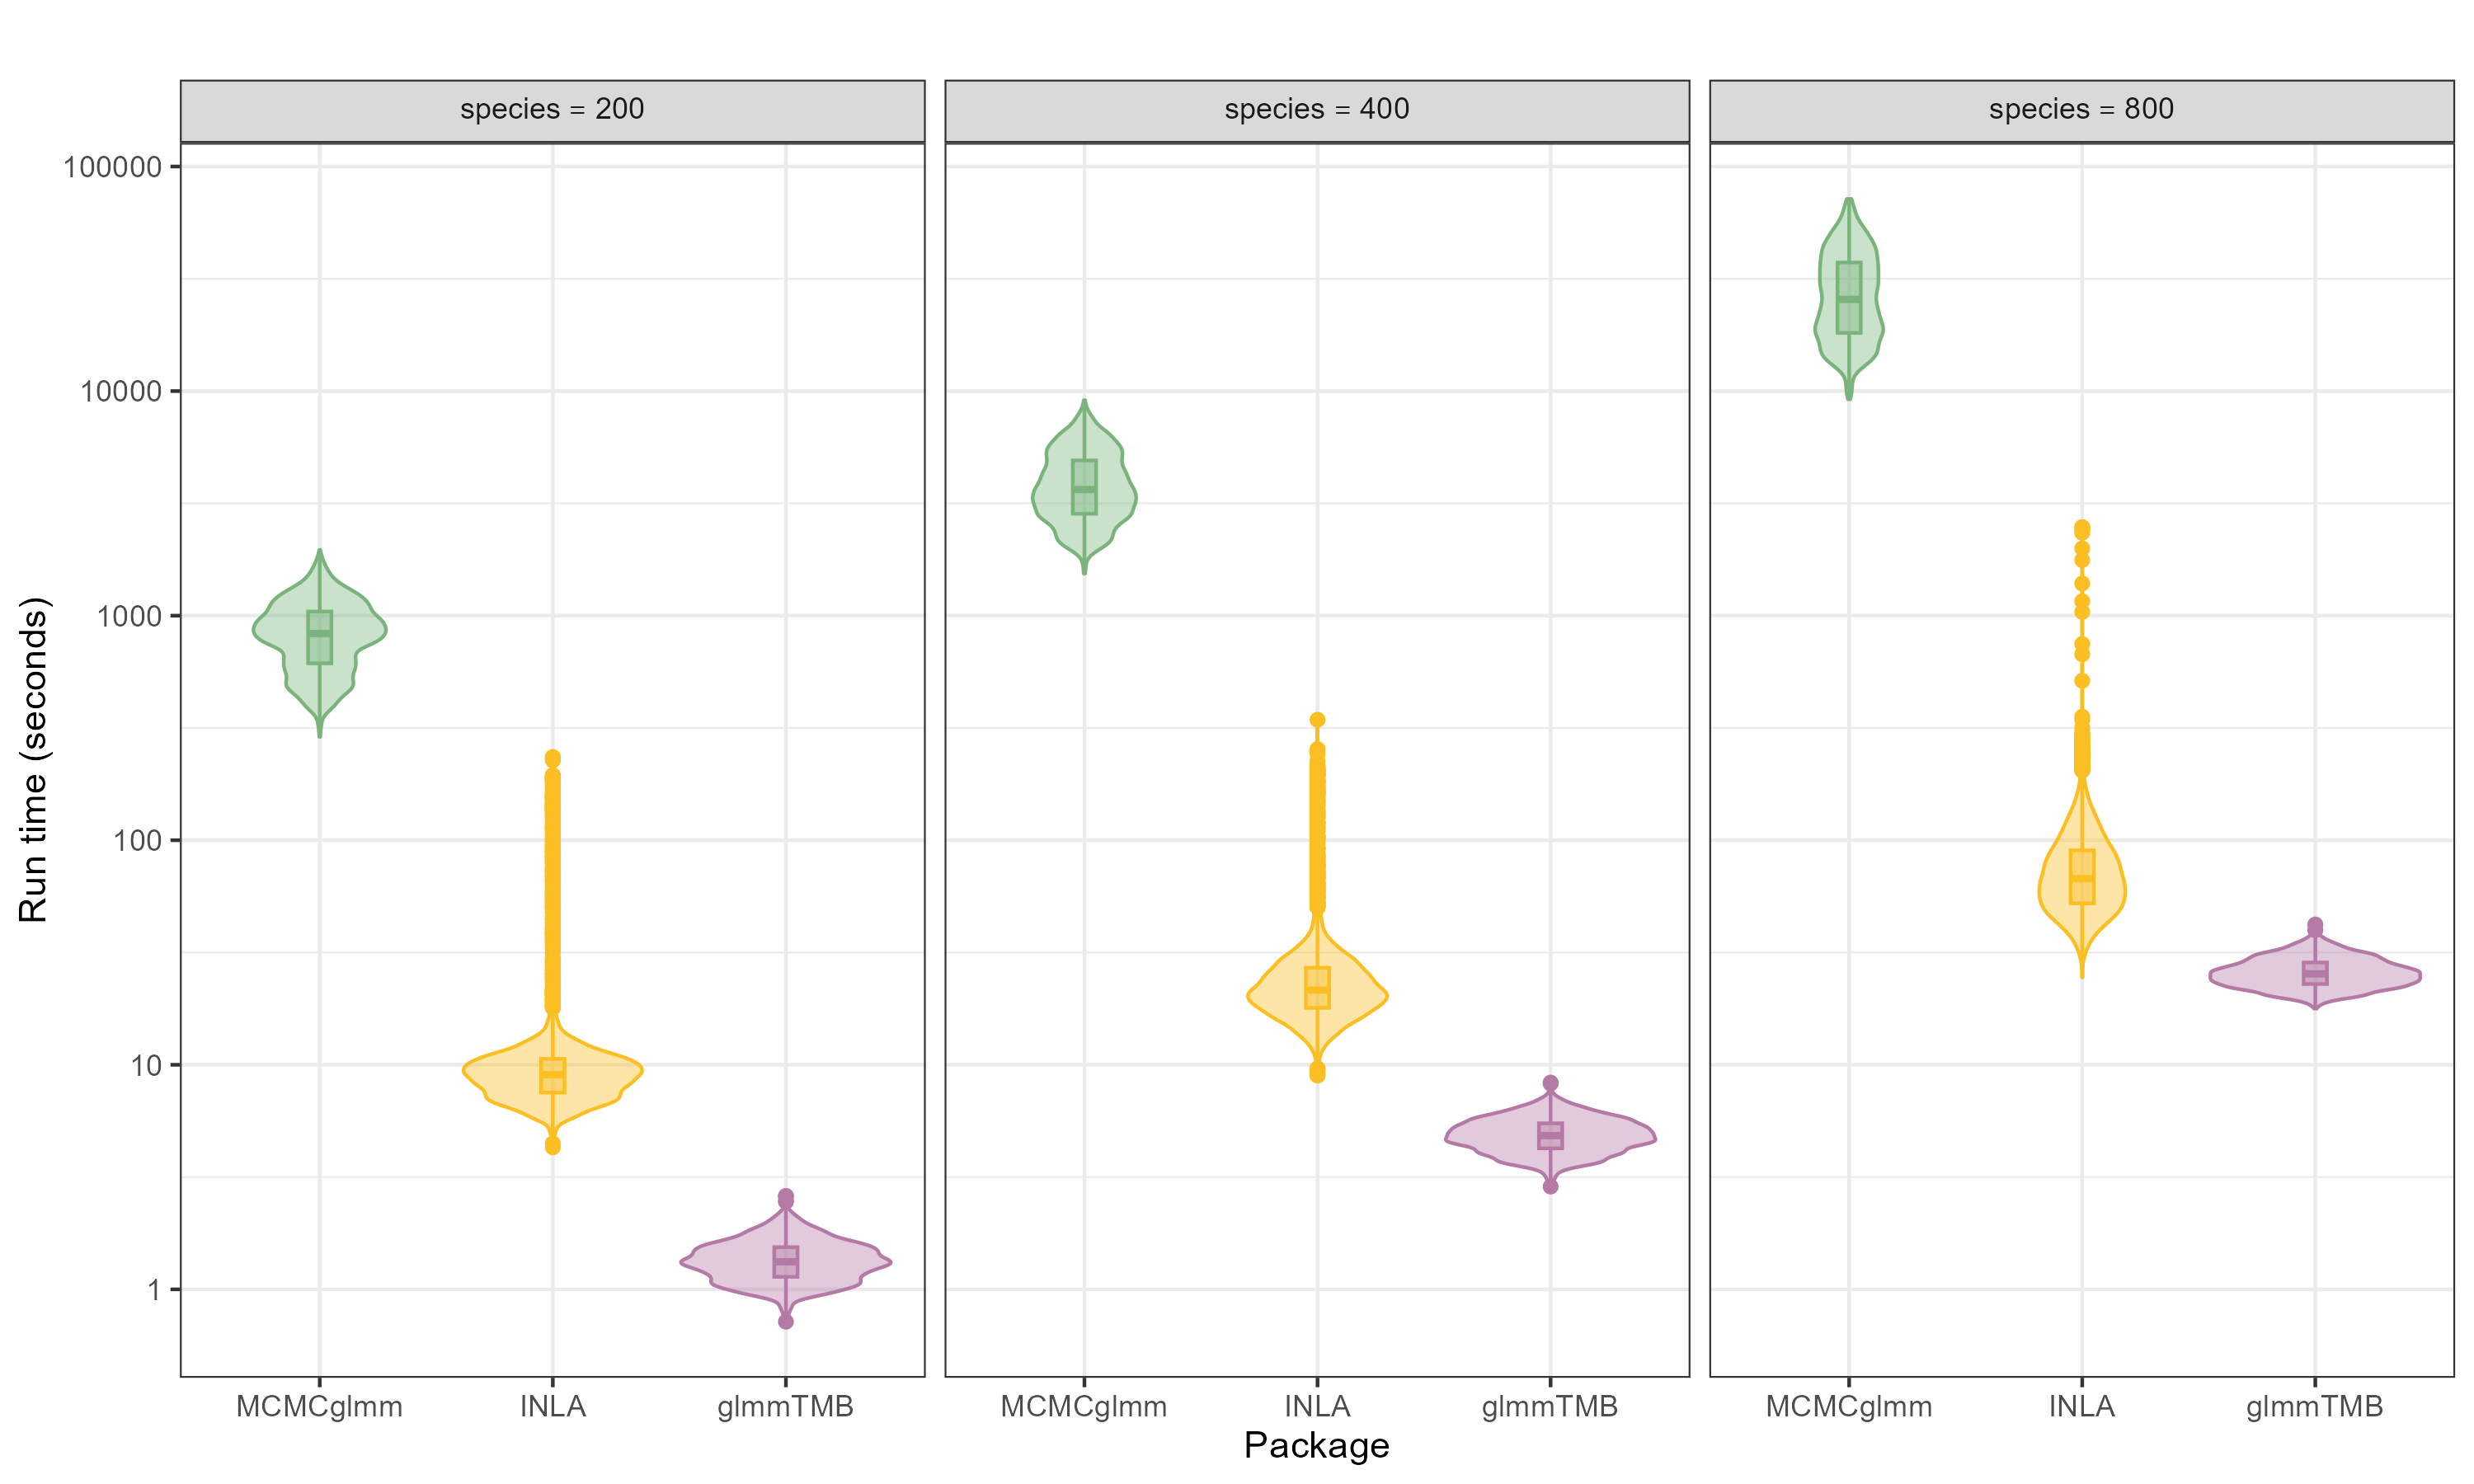 species = 200
species = 400
species = 800
100000
10000
1000
100
10
1
Run time (seconds)
MCMCglmm INLA glmmTMB
MCMCglmm INLA glmmTMB
MCMCglmm INLA glmmTMB
Package